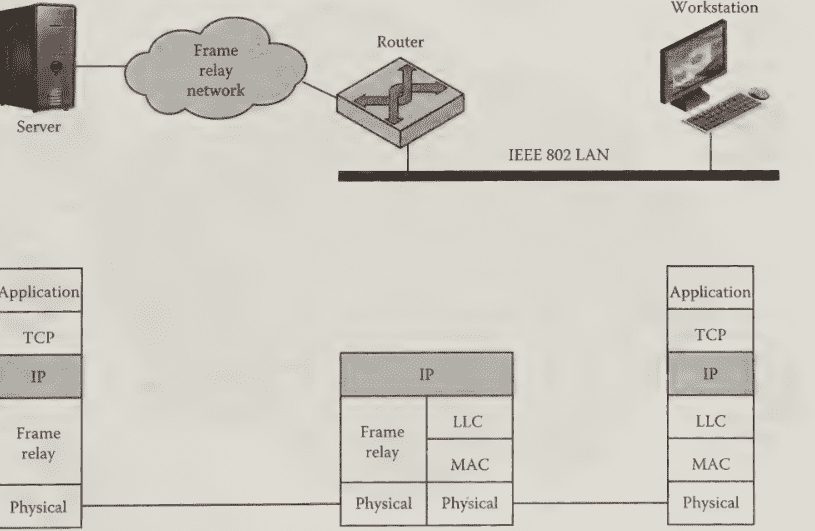 Workstation
Frame
relay
network
Router
Server
IEEE 802 LAN
Application
TCP
IP
Frame
relay
Physical
IP
Frame
relay
LLC
MAC
Physical
Physical
Application
TCP
IP
LLC
MAC
Physical